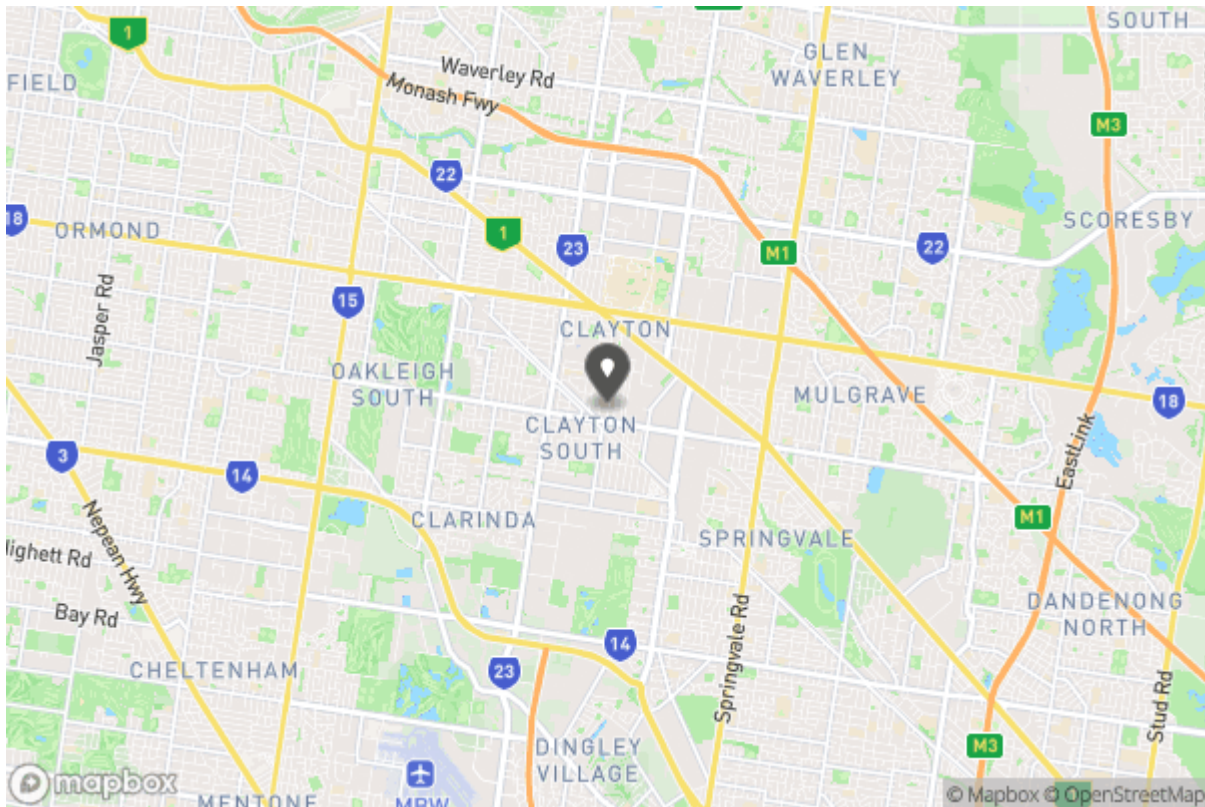 SOUTH
1
GLEN
WAVERLEY
Waverley Rd
FIELD
Monash Fwy
M3
22
18
ORMOND
1
23
M1
22
SCORESBY
Jasper Rd
15
CLAYTON
OAKLEIGH
SOUTH
MULGRAVE
18
CLAYTON
SOUTH
EastLink
3
14
CLARINDA
M1
SPRINGVALE
Nepean Hwy
Highett Rd
Bay Rd
DANDENONG
NORTH
14
Springvale Rd
CHELTENHAM
23
Stud Rd
M3
DINGLEY
VILLAGE
mapbox
MENTONE
MBW
© Mapbox © OpenStreetMap